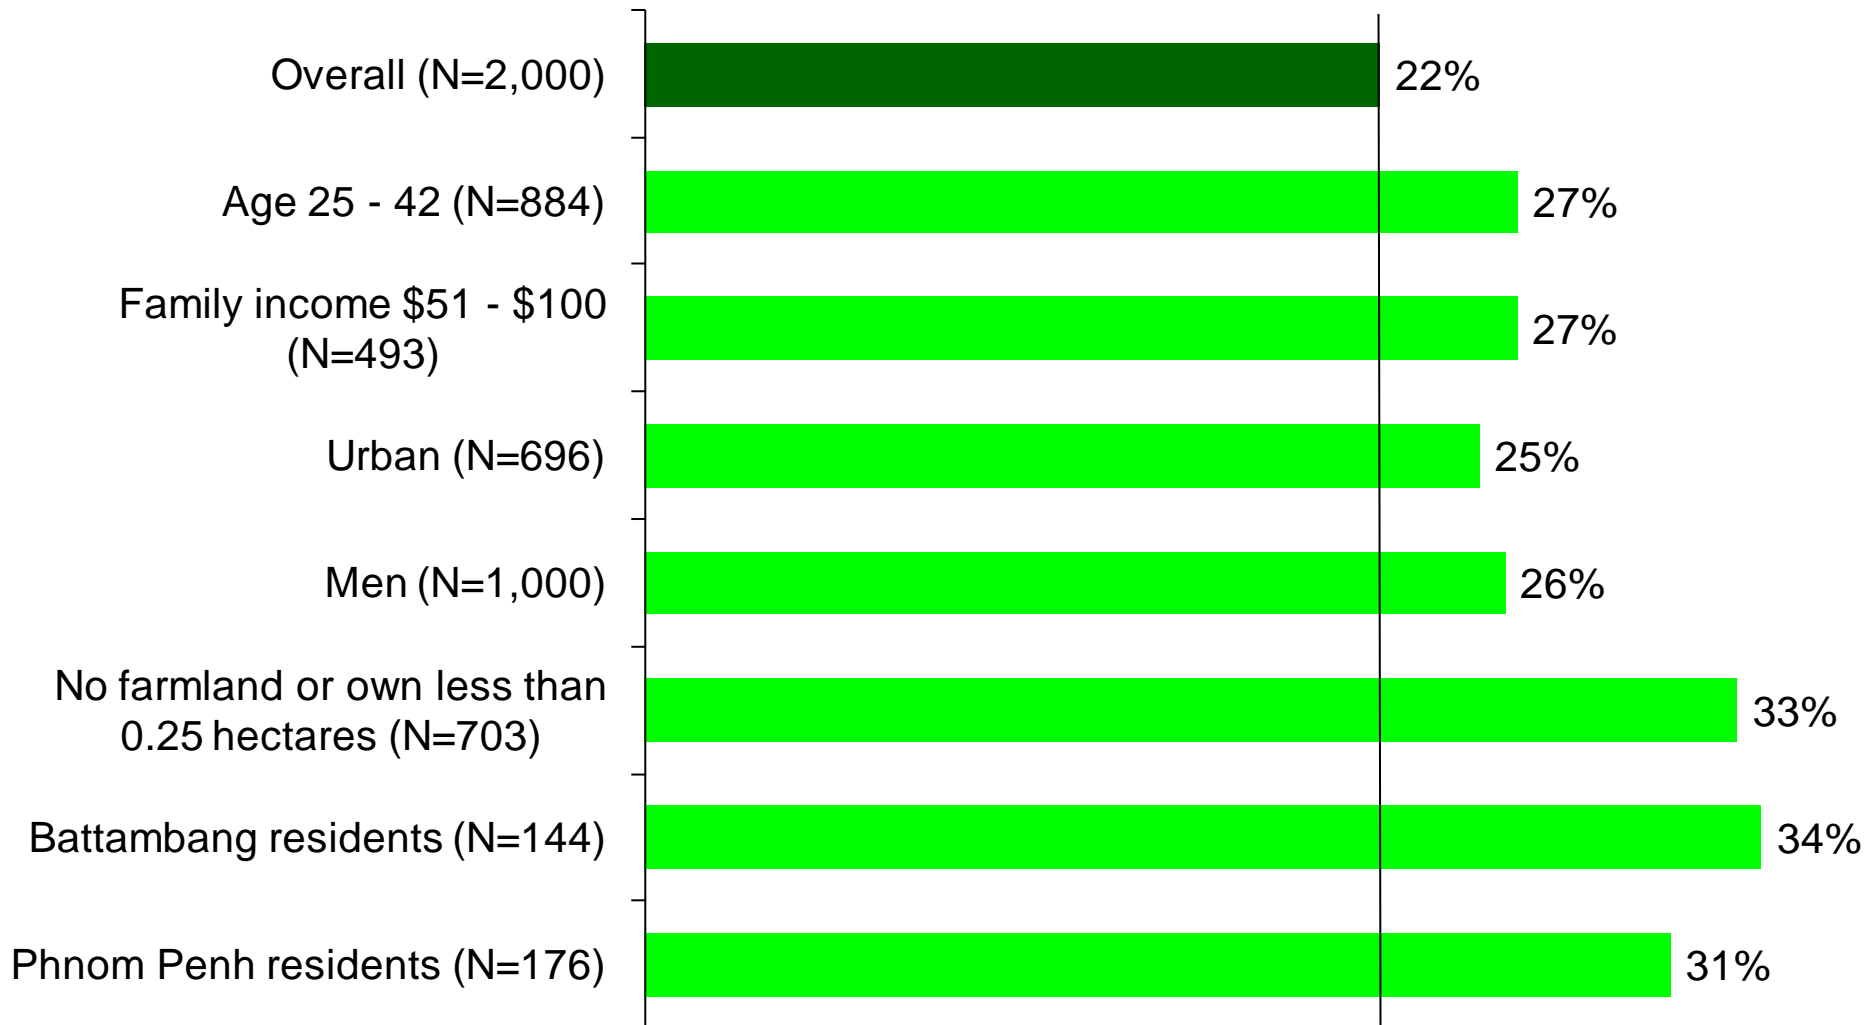 Overall (N=2,000)
22%
Age 25 - 42 (N=884)
27%
Family income $51 - $100
(N=493)
27%
Urban (N=696)
25%
Men (N=1,000)
26%
No farmland or own less than
0.25 hectares (N=703)
33%
Battambang residents (N=144)
34%
Phnom Penh residents (N=176)
31%